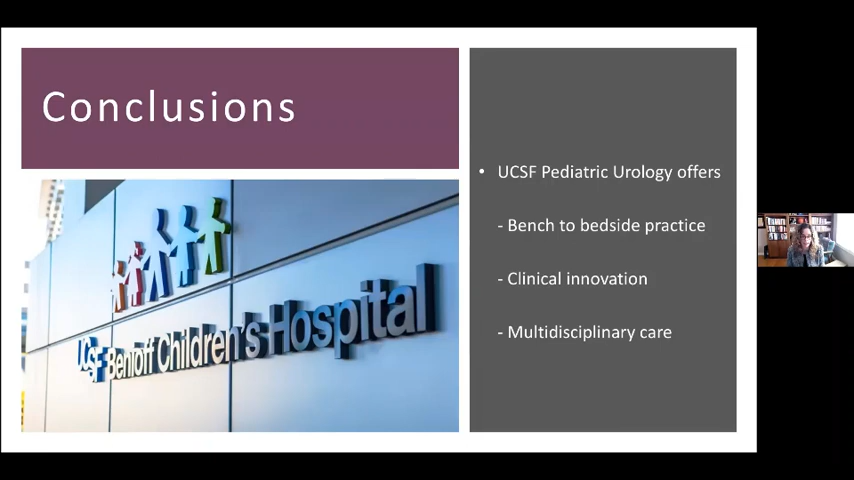 Conclusions
• UCSF Pediatric Urology offers
- Bench to bedside practice
- Clinical innovation
- Multidisciplinary care
UCSF Benioff Children's Hospital